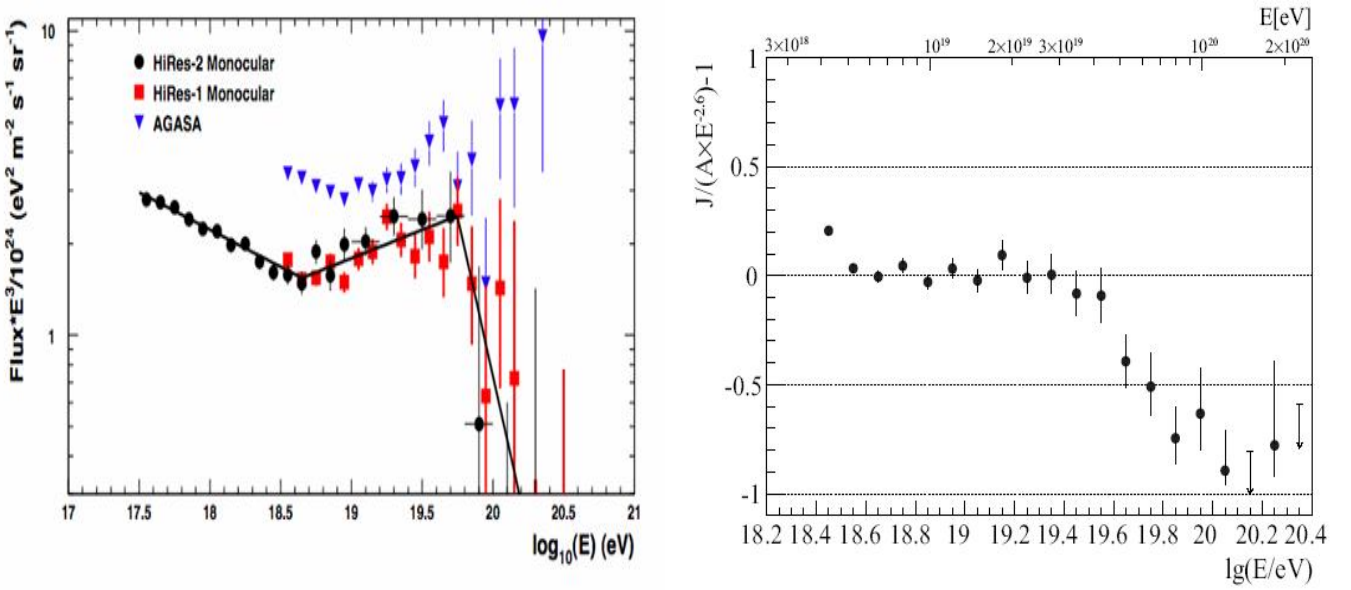 Flux*E³/10²⁴ (eV² m⁻² s⁻¹ sr⁻¹)
10
1
HiRes-2 Monocular
HiRes-1 Monocular
AGASA
17 17.5 18 18.5 19 19.5 20 20.5 21
log₁₀(E) (eV)
E[eV]
3×10¹⁸ 10¹⁹ 2×10¹⁹ 3×10¹⁹ 10²⁰ 2×10²⁰
J/(A×E⁻²·⁶)-1
1
0.5
0
-0.5
-1
18.2 18.4 18.6 18.8 19 19.2 19.4 19.6 19.8 20 20.2 20.4
lg(E/eV)